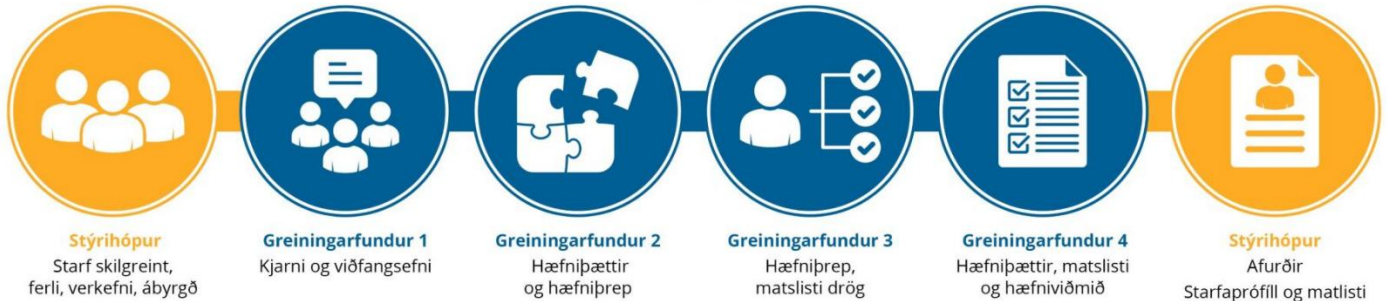 Stýrihópur
Starf skilgreint,
ferli, verkefni, ábyrgð
Greiningarfundur 1
Kjarni og viðfangsefni
Greiningarfundur 2
Hæfniþættir
og hæfniþrep
Greiningarfundur 3
Hæfniþrep,
matslisti drög
Greiningarfundur 4
Hæfniþættir, matslisti
og hæfniviðmið
Stýrihópur
Afurðir
Starfaprófíll og matlisti